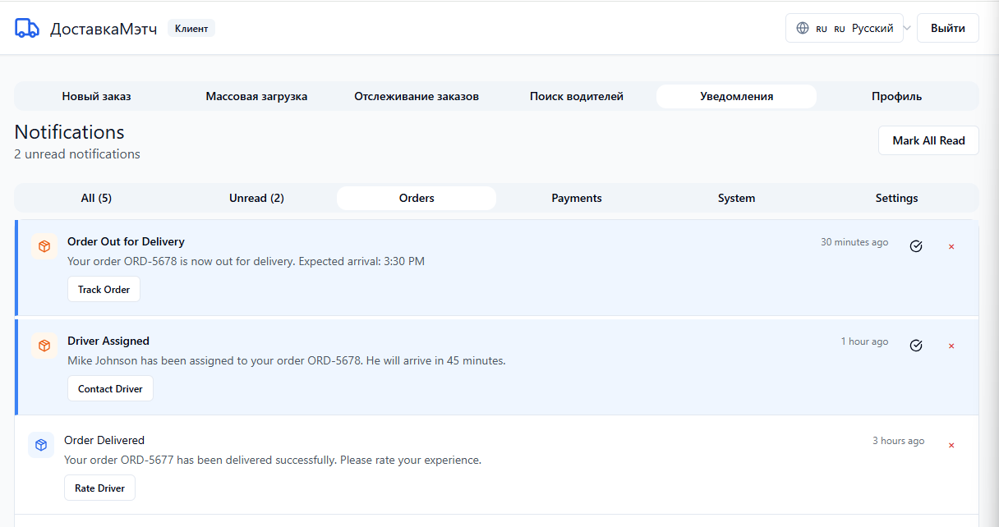 ДоставкаМэтч Клиент RU RU Русский Выйти
Новый заказ Массовая загрузка Отслеживание заказов Поиск водителей Уведомления Профиль
Notifications
2 unread notifications
Mark All Read
All (5) Unread (2) Orders Payments System Settings
Order Out for Delivery 30 minutes ago
Your order ORD-5678 is now out for delivery. Expected arrival: 3:30 PM
Track Order
Driver Assigned 1 hour ago
Mike Johnson has been assigned to your order ORD-5678. He will arrive in 45 minutes.
Contact Driver
Order Delivered 3 hours ago
Your order ORD-5677 has been delivered successfully. Please rate your experience.
Rate Driver